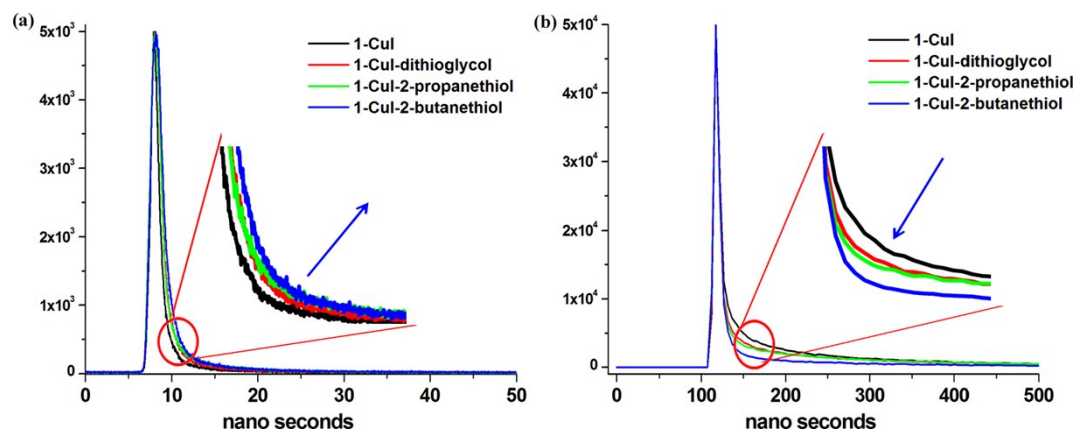 (a)
5x10³
4x10³
3x10³
2x10³
1x10³
0
0 10 20 30 40 50
nano seconds
1-CuI
1-CuI-dithioglycol
1-CuI-2-propanethiol
1-CuI-2-butanethiol
(b)
5x10⁴
4x10⁴
3x10⁴
2x10⁴
1x10⁴
0
0 100 200 300 400 500
nano seconds
1-CuI
1-CuI-dithioglycol
1-CuI-2-propanethiol
1-CuI-2-butanethiol